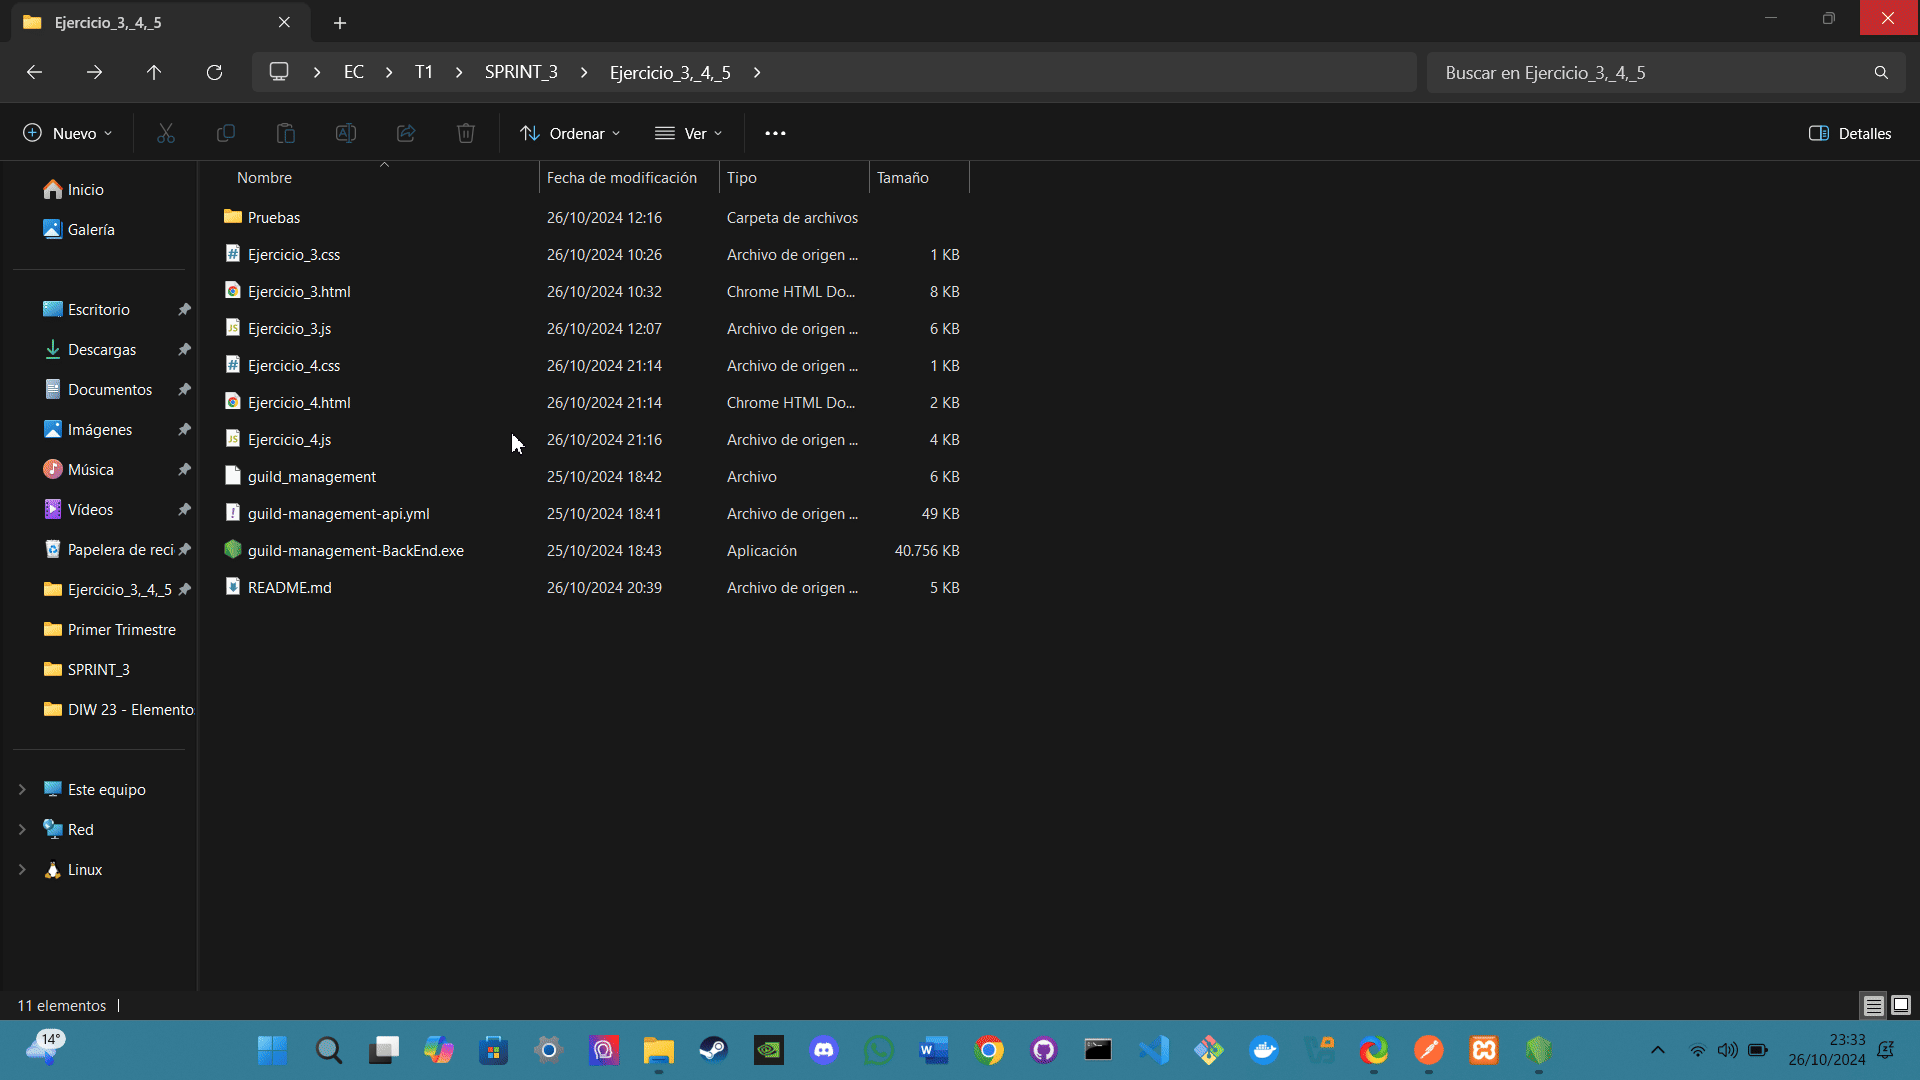 Ejercicio_3,_4,_5
EC
T1
SPRINT_3
Ejercicio_3,_4,_5
Buscar en Ejercicio_3,_4,_5
Nuevo
Ordenar
Ver
Detalles
Nombre
Fecha de modificación
Tipo
Tamaño
Inicio
Galería
Escritorio
Descargas
Documentos
Imágenes
Música
Vídeos
Papelera de reci
Ejercicio_3,_4,_5
Primer Trimestre
SPRINT_3
DIW 23 - Elemento
Este equipo
Red
Linux
Pruebas 26/10/2024 12:16 Carpeta de archivos
Ejercicio_3.css 26/10/2024 10:26 Archivo de origen ... 1 KB
Ejercicio_3.html 26/10/2024 10:32 Chrome HTML Do... 8 KB
Ejercicio_3.js 26/10/2024 12:07 Archivo de origen ... 6 KB
Ejercicio_4.css 26/10/2024 21:14 Archivo de origen ... 1 KB
Ejercicio_4.html 26/10/2024 21:14 Chrome HTML Do... 2 KB
Ejercicio_4.js 26/10/2024 21:16 Archivo de origen ... 4 KB
guild_management 25/10/2024 18:42 Archivo 6 KB
guild-management-api.yml 25/10/2024 18:41 Archivo de origen ... 49 KB
guild-management-BackEnd.exe 25/10/2024 18:43 Aplicación 40.756 KB
README.md 26/10/2024 20:39 Archivo de origen ... 5 KB
11 elementos
14°
23:33
26/10/2024